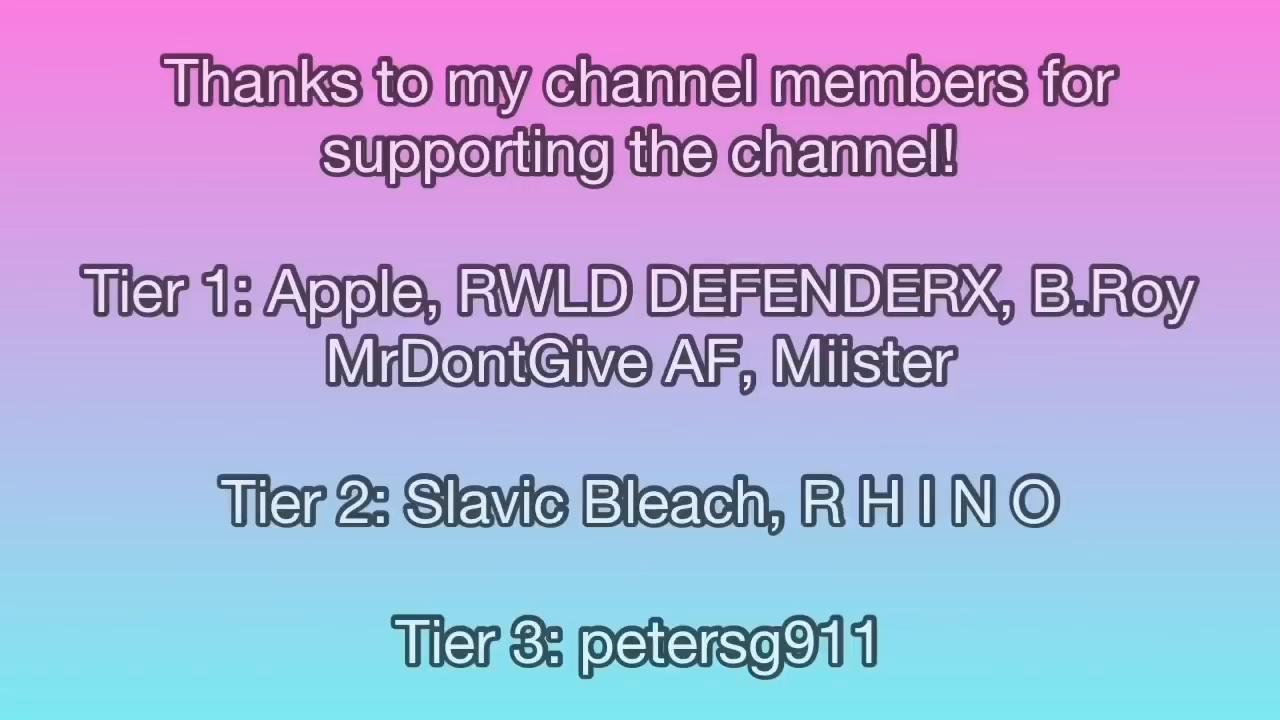 Thanks to my channel members for
supporting the channel!
Tier 1: Apple, RWLD DEFENDERX, B.Roy
MrDontGive AF, Miister
Tier 2: Slavic Bleach, R H I N O
Tier 3: petersg911